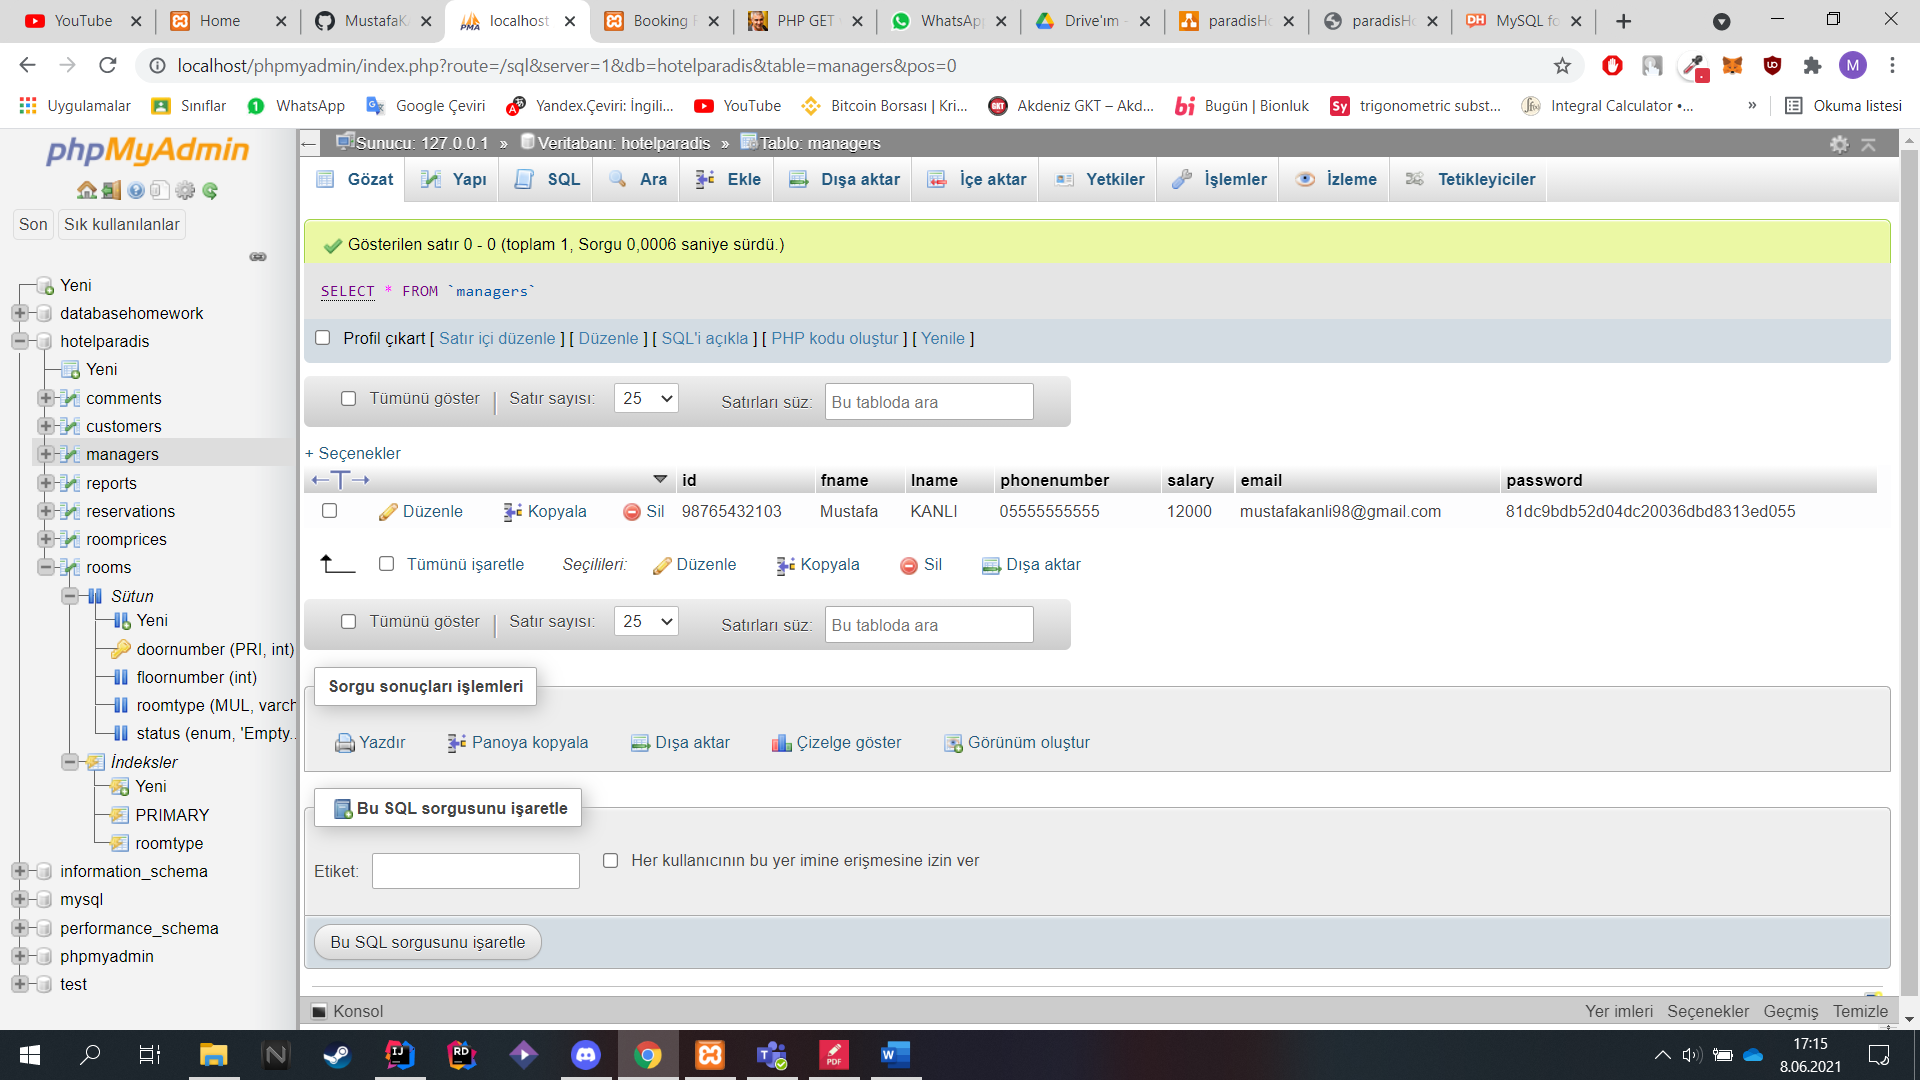 YouTube
Home
MustafaKA
localhost
Booking F
PHP GET
WhatsApp
Drive'ım -
paradisHo
paradisHo
MySQL fo
localhost/phpmyadmin/index.php?route=/sql&server=1&db=hotelparadis&table=managers&pos=0
M
Uygulamalar
Sınıflar
WhatsApp
Google Çeviri
Yandex.Çeviri: İngili...
YouTube
Bitcoin Borsası | Kri...
Akdeniz GKT – Akd...
Bugün | Bionluk
trigonometric subst...
Integral Calculator •...
»
Okuma listesi
phpMyAdmin
Son
Sık kullanılanlar
Yeni
databasehomework
hotelparadis
Yeni
comments
customers
managers
reports
reservations
roomprices
rooms
Sütun
Yeni
doornumber (PRI, int)
floornumber (int)
roomtype (MUL, varch
status (enum, 'Empty..
İndeksler
Yeni
PRIMARY
roomtype
information_schema
mysql
performance_schema
phpmyadmin
test
Sunucu: 127.0.0.1 » Veritabanı: hotelparadis » Tablo: managers
Gözat
Yapı
SQL
Ara
Ekle
Dışa aktar
İçe aktar
Yetkiler
İşlemler
İzleme
Tetikleyiciler
Gösterilen satır 0 - 0 (toplam 1, Sorgu 0,0006 saniye sürdü.)
SELECT * FROM `managers`
Profil çıkart [ Satır içi düzenle ] [ Düzenle ] [ SQL'i açıkla ] [ PHP kodu oluştur ] [ Yenile ]
Tümünü göster | Satır sayısı: 25 Satırları süz: Bu tabloda ara
+ Seçenekler
←T→ id fname lname phonenumber salary email password
Düzenle Kopyala Sil 98765432103 Mustafa KANLI 05555555555 12000 mustafakanli98@gmail.com 81dc9bdb52d04dc20036dbd8313ed055
Tümünü işaretle Seçilileri: Düzenle Kopyala Sil Dışa aktar
Tümünü göster | Satır sayısı: 25 Satırları süz: Bu tabloda ara
Sorgu sonuçları işlemleri
Yazdır Panoya kopyala Dışa aktar Çizelge göster Görünüm oluştur
Bu SQL sorgusunu işaretle
Etiket: Her kullanıcının bu yer imine erişmesine izin ver
Bu SQL sorgusunu işaretle
Konsol
Yer imleri Seçenekler Geçmiş Temizle
17:15
8.06.2021